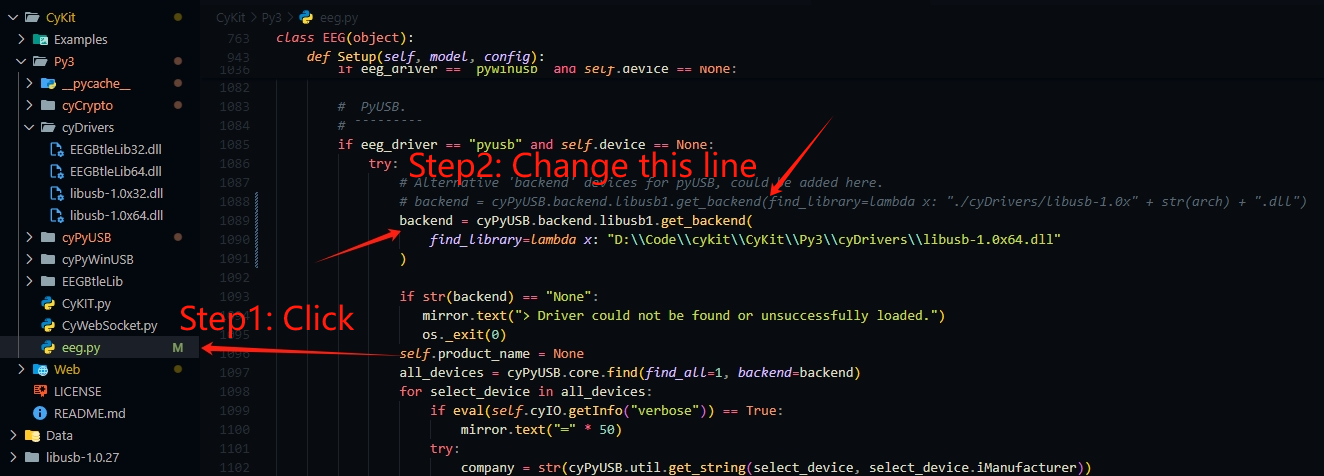 CyKit
Examples
Py3
__pycache__
cyCrypto
cyDrivers
EEGBtleLib32.dll
EEGBtleLib64.dll
libusb-1.0x32.dll
libusb-1.0x64.dll
cyPyUSB
cyPyWinUSB
EEGBtleLib
CyKIT.py
CyWebSocket.py
eeg.py M
Web
LICENSE
README.md
Data
libusb-1.0.27
Step1: Click
CyKit > Py3 > eeg.py
763 class EEG(object):
943 def Setup(self, model, config):
1036 if eeg_driver == "pywinusb" and self.device == None:
1082
1083 # PyUSB.
1084 # ‾‾‾‾‾‾‾‾‾
1085 if eeg_driver == "pyusb" and self.device == None:
1086 try:
Step2: Change this line
1087 # Alternative 'backend' devices for pyUSB, could be added here.
1088 # backend = cyPyUSB.backend.libusb1.get_backend(find_library=lambda x: "./cyDrivers/libusb-1.0x" + str(arch) + ".dll")
1089 backend = cyPyUSB.backend.libusb1.get_backend(
1090 find_library=lambda x: "D:\\Code\\cykit\\CyKit\\Py3\\cyDrivers\\libusb-1.0x64.dll"
1091 )
1092
1093 if str(backend) == "None":
mirror.text("> Driver could not be found or unsuccessfully loaded.")
1095 os._exit(0)
1096 self.product_name = None
1097 all_devices = cyPyUSB.core.find(find_all=1, backend=backend)
1098 for select_device in all_devices:
1099 if eval(self.cyIO.getInfo("verbose")) == True:
1100 mirror.text("═" * 50)
1101 try:
1102 company = str(cyPyUSB.util.get_string(select_device, select_device.iManufacturer))